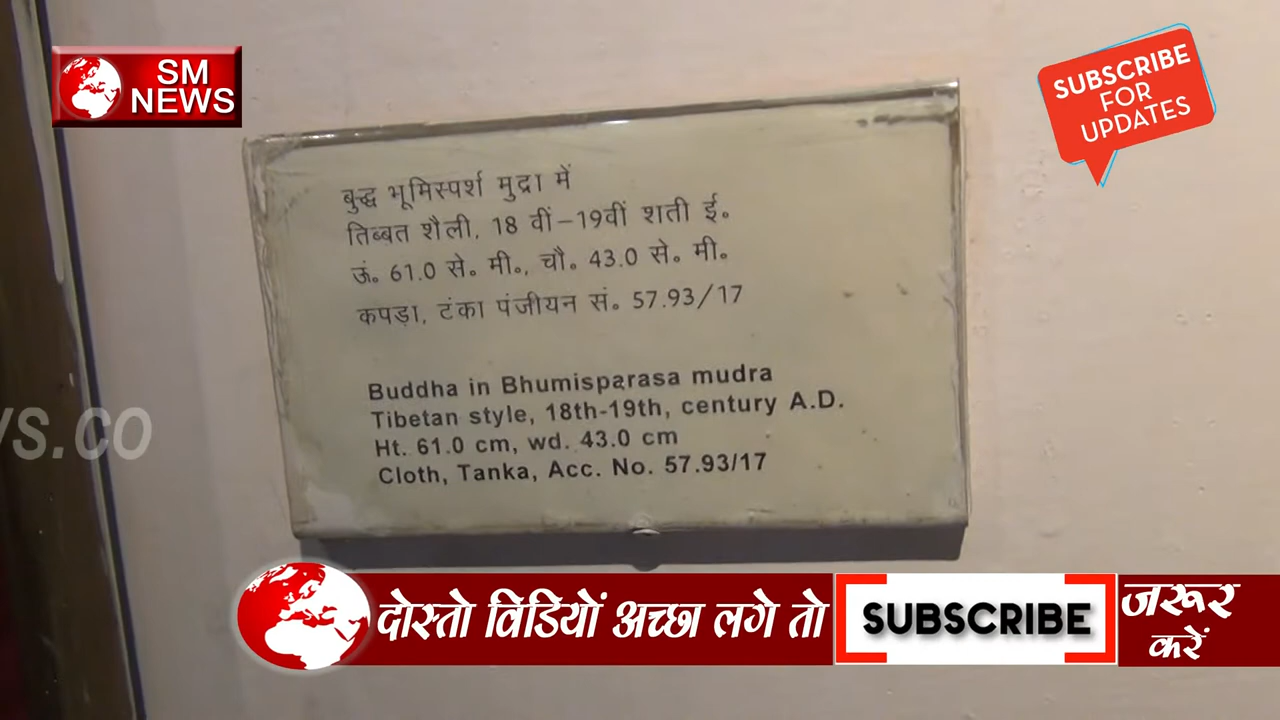 SM
NEWS
SUBSCRIBE
FOR
UPDATES
बुद्ध भूमिस्पर्श मुद्रा में
तिब्बत शैली, 18 वीं–19वीं शती ई॰
ऊं॰ 61.0 से॰ मी॰, चौ॰ 43.0 से॰ मी॰
कपड़ा, टंका पंजीयन सं॰ 57.93/17
Buddha in Bhumisparasa mudra
Tibetan style, 18th-19th, century A.D.
Ht. 61.0 cm, wd. 43.0 cm
Cloth, Tanka, Acc. No. 57.93/17
WS.CO
दोस्तो विडियों अच्छा लगे तो SUBSCRIBE जरूर
करें